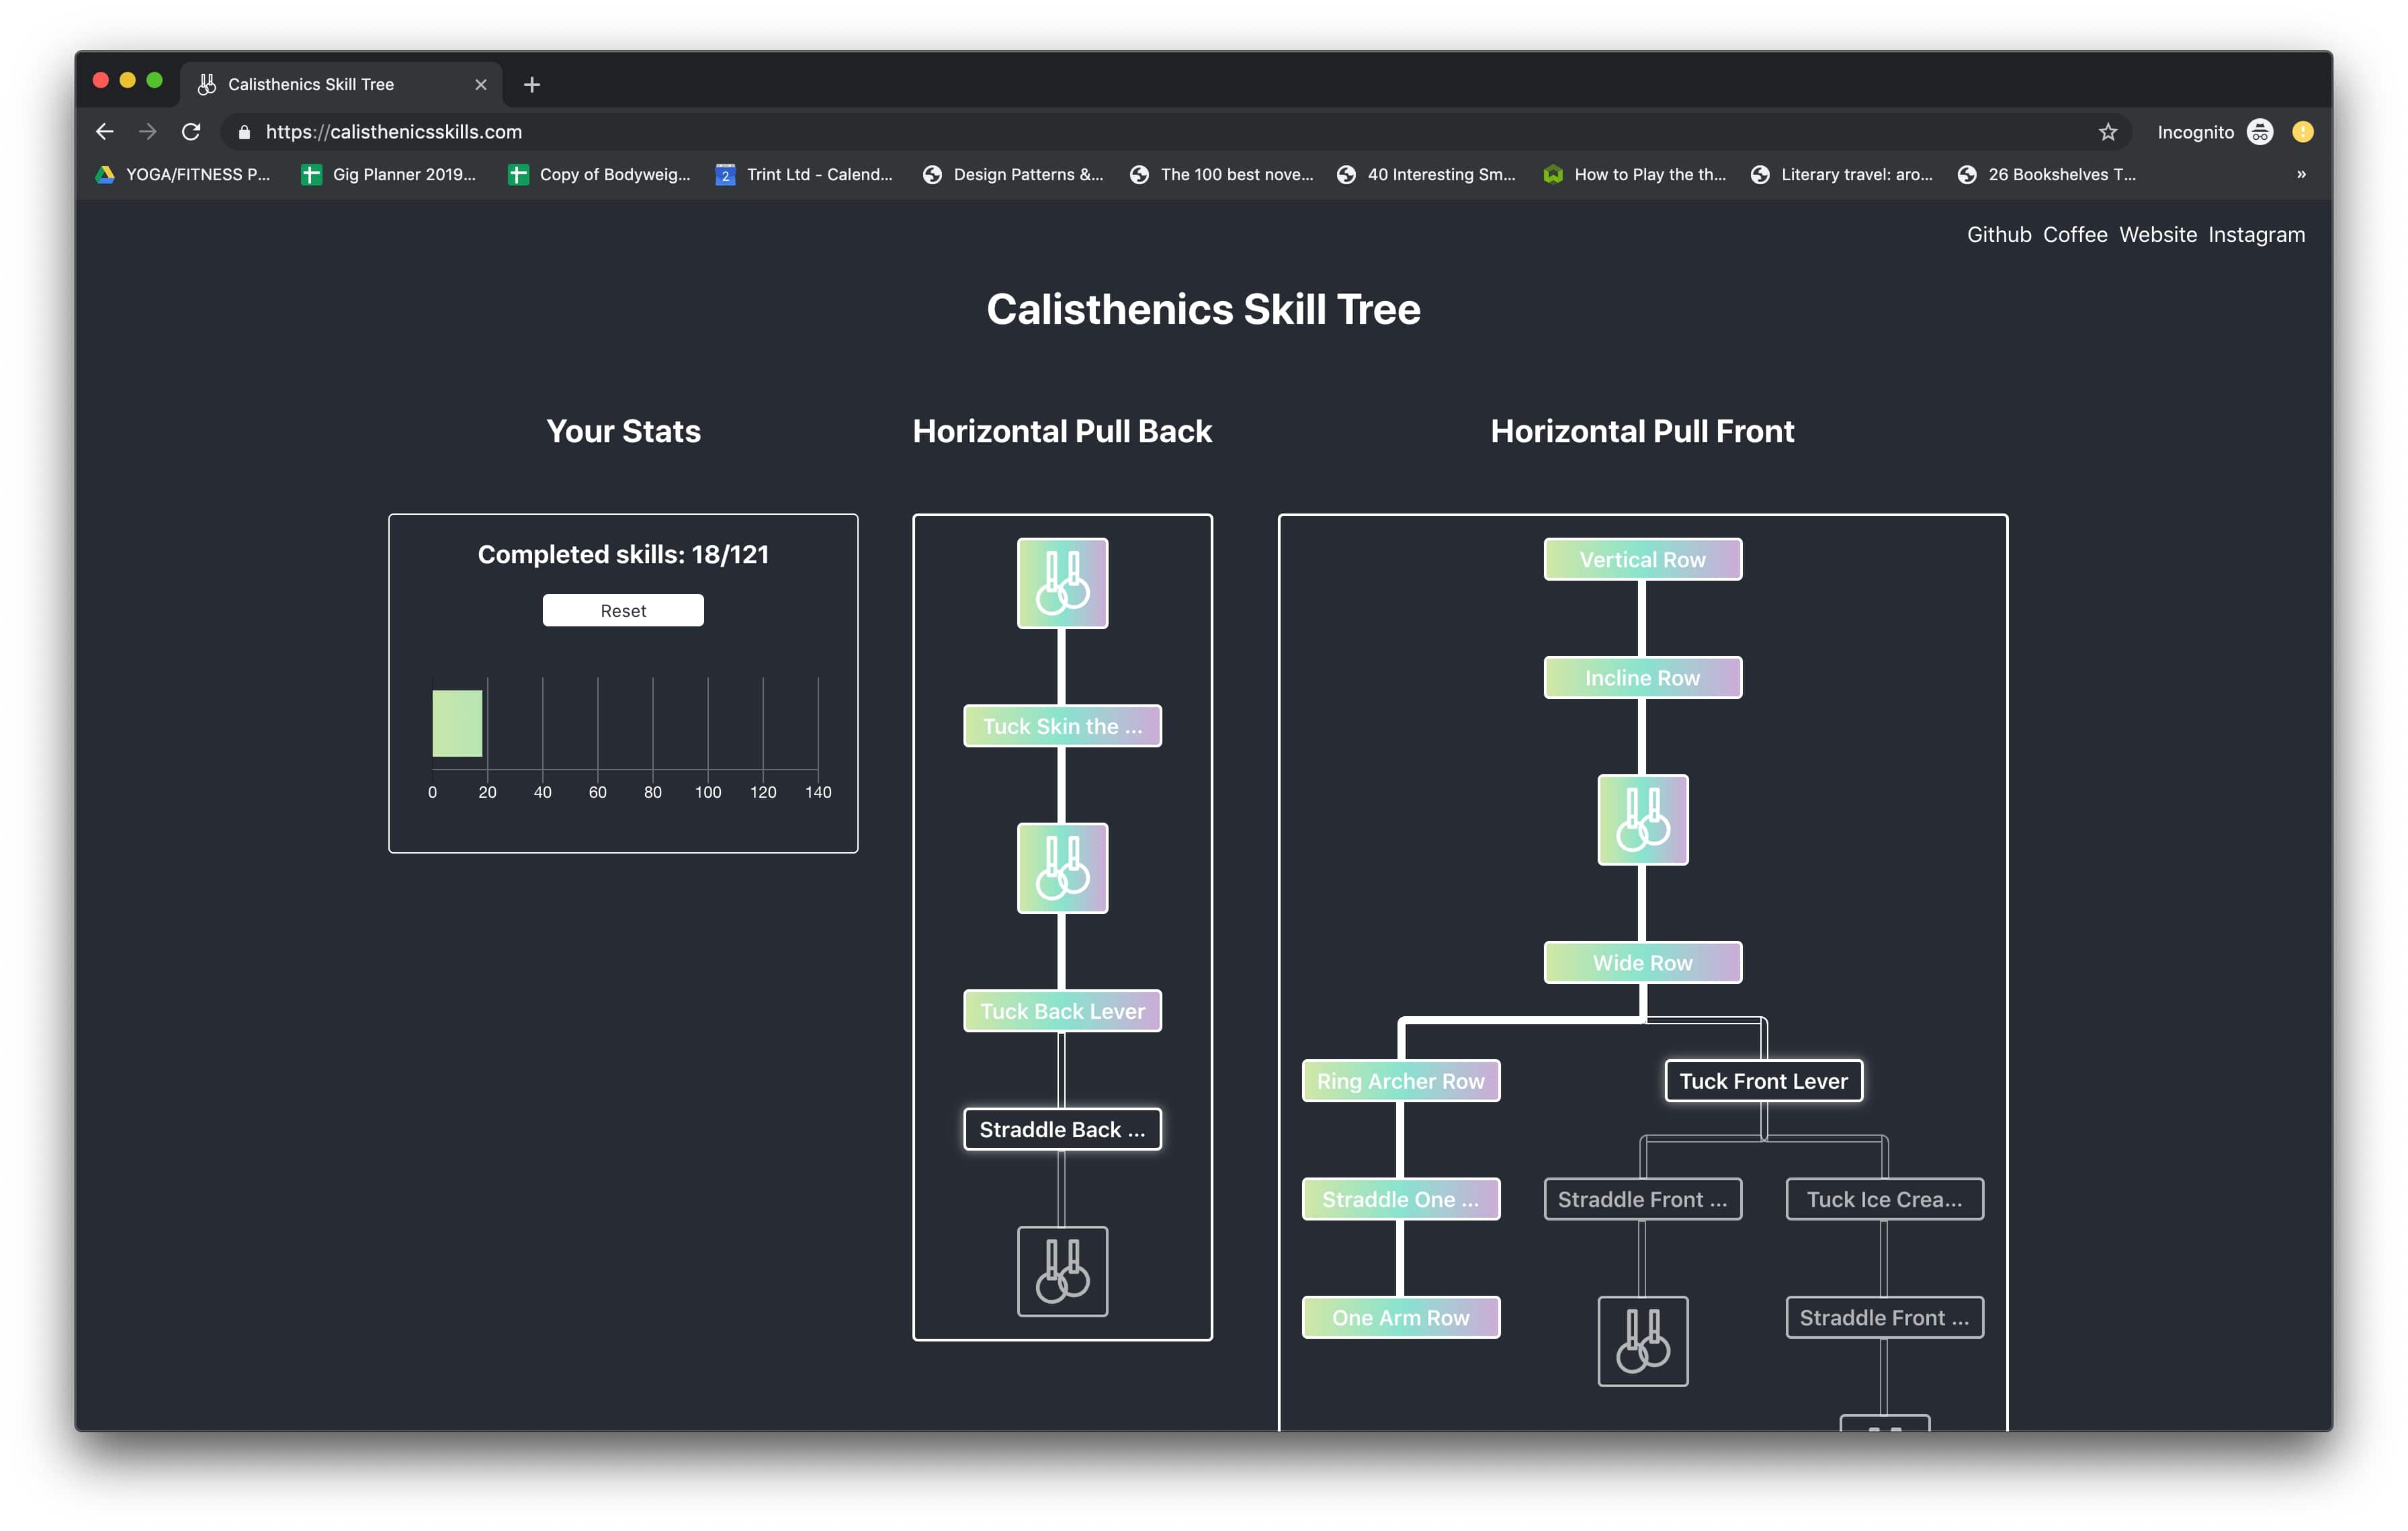 Calisthenics Skill Tree
https://calisthenicsskills.com
Incognito
YOGA/FITNESS P...
Gig Planner 2019...
Copy of Bodyweig...
2
Trint Ltd - Calend...
Design Patterns &...
The 100 best nove...
40 Interesting Sm...
How to Play the th...
Literary travel: aro...
26 Bookshelves T...
»
Github Coffee Website Instagram
Calisthenics Skill Tree
Your Stats
Completed skills: 18/121
Reset
0 20 40 60 80 100 120 140
Horizontal Pull Back
Tuck Skin the ...
Tuck Back Lever
Straddle Back ...
Horizontal Pull Front
Vertical Row
Incline Row
Wide Row
Ring Archer Row
Tuck Front Lever
Straddle One ...
Straddle Front ...
Tuck Ice Crea...
One Arm Row
Straddle Front ...